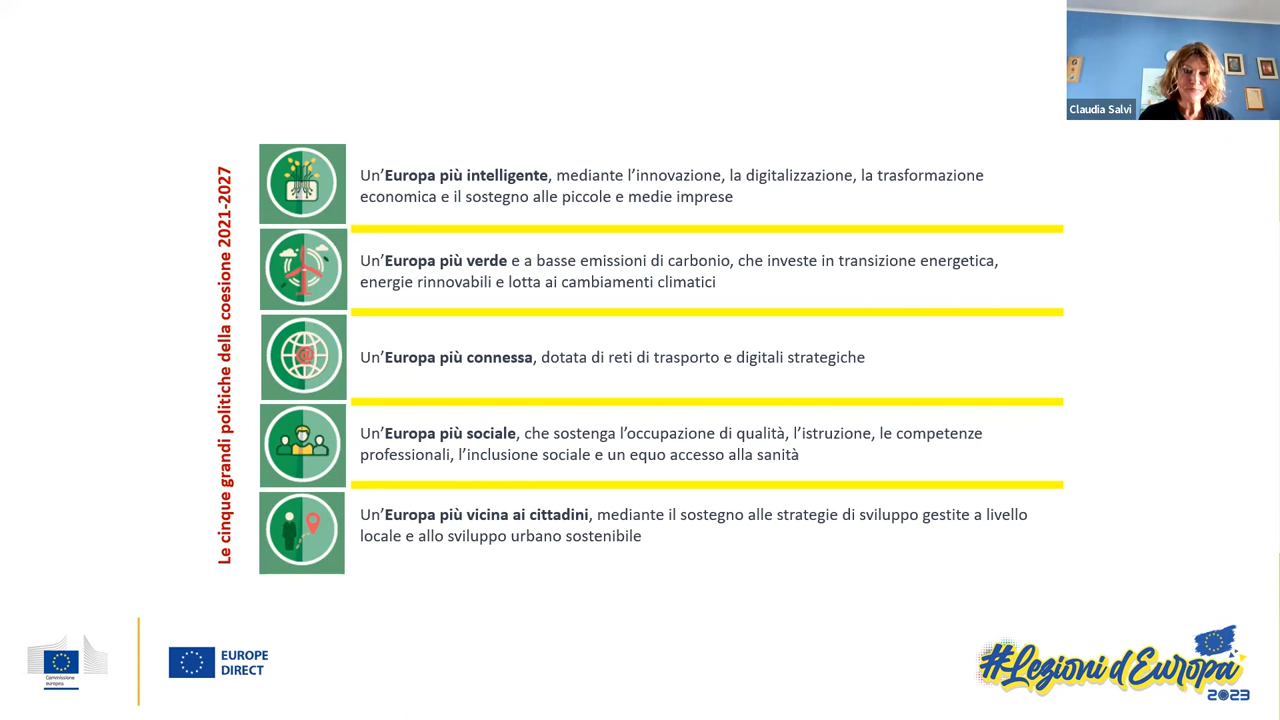 Claudia Salvi
Le cinque grandi politiche della coesione 2021-2027
Un’Europa più intelligente, mediante l’innovazione, la digitalizzazione, la trasformazione
economica e il sostegno alle piccole e medie imprese
Un’Europa più verde e a basse emissioni di carbonio, che investe in transizione energetica,
energie rinnovabili e lotta ai cambiamenti climatici
Un’Europa più connessa, dotata di reti di trasporto e digitali strategiche
Un’Europa più sociale, che sostenga l’occupazione di qualità, l’istruzione, le competenze
professionali, l’inclusione sociale e un equo accesso alla sanità
Un’Europa più vicina ai cittadini, mediante il sostegno alle strategie di sviluppo gestite a livello
locale e allo sviluppo urbano sostenibile
Commissione
europea
EUROPE
DIRECT
#Lezioni d'Europa
2023